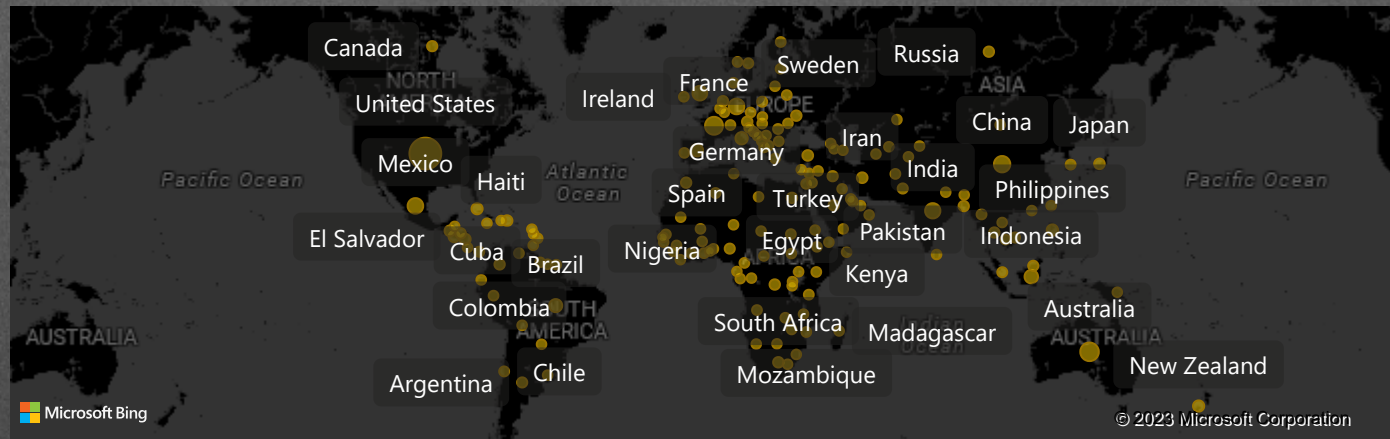 Canada
Russia
Sweden
NORTH
France
ASIA
Ireland
United States
EUROPE
China
Japan
Iran
Germany
Mexico
India
Atlantic
Ocean
Haiti
Pacific Ocean
Pacific Ocean
Philippines
Spain
Turkey
El Salvador
Pakistan
Indonesia
Egypt
Cuba
Nigeria
AFRICA
Brazil
Kenya
Colombia
SOUTH
AMERICA
Australia
South Africa
Madagascar
Indian
Ocean
AUSTRALIA
AUSTRALIA
New Zealand
Chile
Mozambique
Argentina
Microsoft Bing
© 2023 Microsoft Corporation